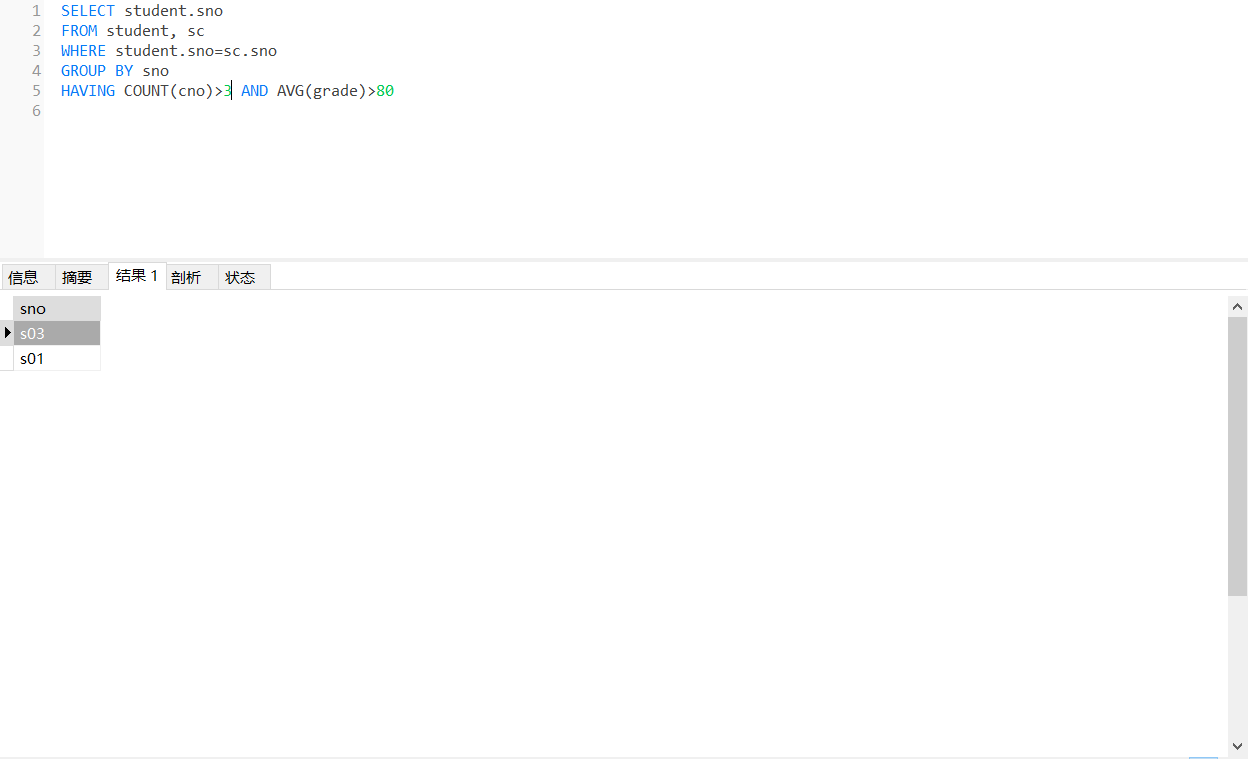 1 SELECT student.sno
2 FROM student, sc
3 WHERE student.sno=sc.sno
4 GROUP BY sno
5 HAVING COUNT(cno)>3 AND AVG(grade)>80
6
信息 摘要 结果 1 剖析 状态
sno
s03
s01